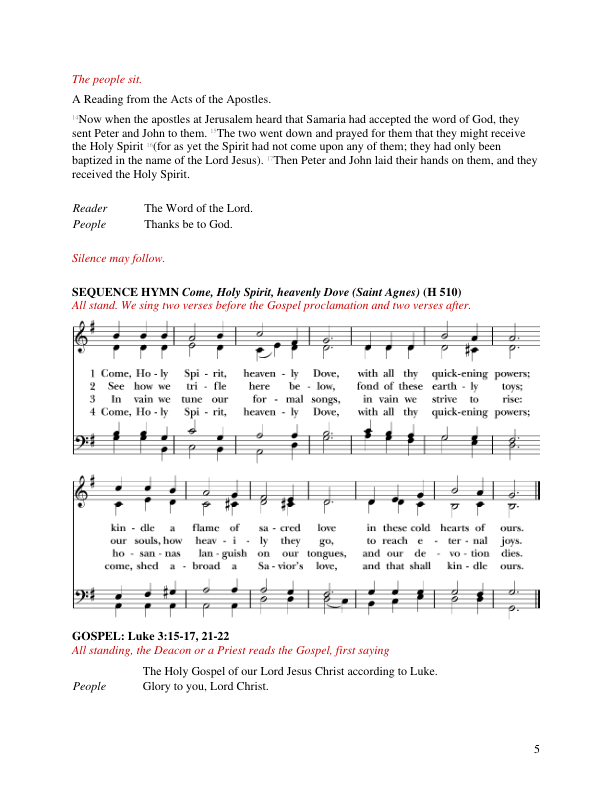 The people sit.
A Reading from the Acts of the Apostles.
14Now when the apostles at Jerusalem heard that Samaria had accepted the word of God, they
sent Peter and John to them. 15The two went down and prayed for them that they might receive
the Holy Spirit 16(for as yet the Spirit had not come upon any of them; they had only been
baptized in the name of the Lord Jesus). 17Then Peter and John laid their hands on them, and they
received the Holy Spirit.
Reader The Word of the Lord.
People Thanks be to God.
Silence may follow.
SEQUENCE HYMN Come, Holy Spirit, heavenly Dove (Saint Agnes) (H 510)
All stand. We sing two verses before the Gospel proclamation and two verses after.
1 Come, Ho - ly Spi - rit, heaven - ly Dove, with all thy quick-ening powers;
2 See how we tri - fle here be - low, fond of these earth - ly toys;
3 In vain we tune our for - mal songs, in vain we strive to rise:
4 Come, Ho - ly Spi - rit, heaven - ly Dove, with all thy quick-ening powers;
kin - dle a flame of sa - cred love in these cold hearts of ours.
our souls, how heav - i - ly they go, to reach e - ter - nal joys.
ho - san - nas lan - guish on our tongues, and our de - vo - tion dies.
come, shed a - broad a Sa - vior's love, and that shall kin - dle ours.
GOSPEL: Luke 3:15-17, 21-22
All standing, the Deacon or a Priest reads the Gospel, first saying
The Holy Gospel of our Lord Jesus Christ according to Luke.
People Glory to you, Lord Christ.
5